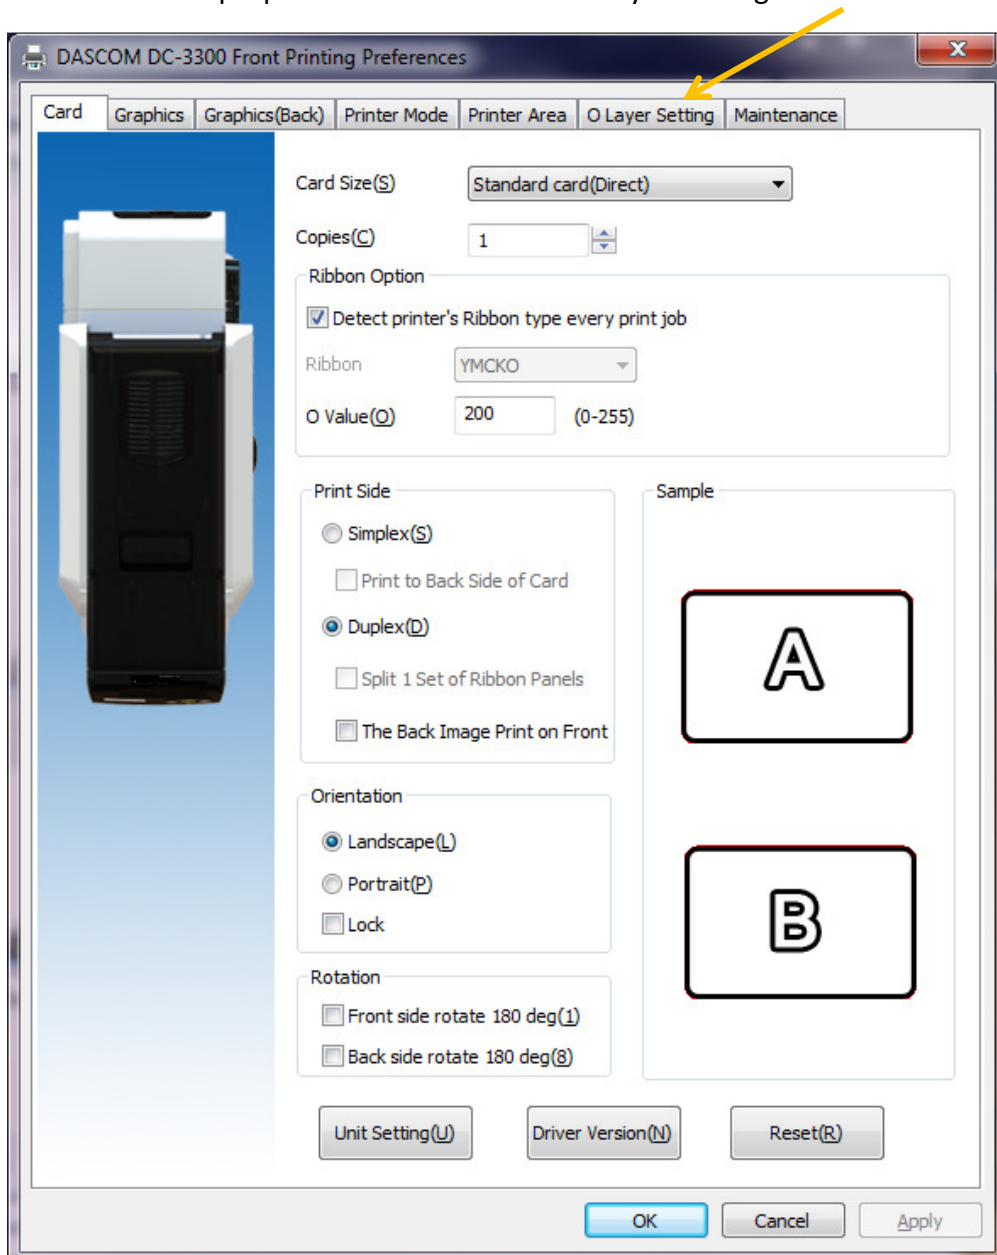 DASCOM DC-3300 Front Printing Preferences
Card Graphics Graphics(Back) Printer Mode Printer Area O Layer Setting Maintenance
Card Size(S) Standard card(Direct)
Copies(C) 1
Ribbon Option
Detect printer's Ribbon type every print job
Ribbon YMCKO
O Value(O) 200 (0-255)
Print Side
Simplex(S)
Print to Back Side of Card
Duplex(D)
Split 1 Set of Ribbon Panels
The Back Image Print on Front
Sample
A
B
Orientation
Landscape(L)
Portrait(P)
Lock
Rotation
Front side rotate 180 deg(1)
Back side rotate 180 deg(8)
Unit Setting(U) Driver Version(N) Reset(R)
OK Cancel Apply